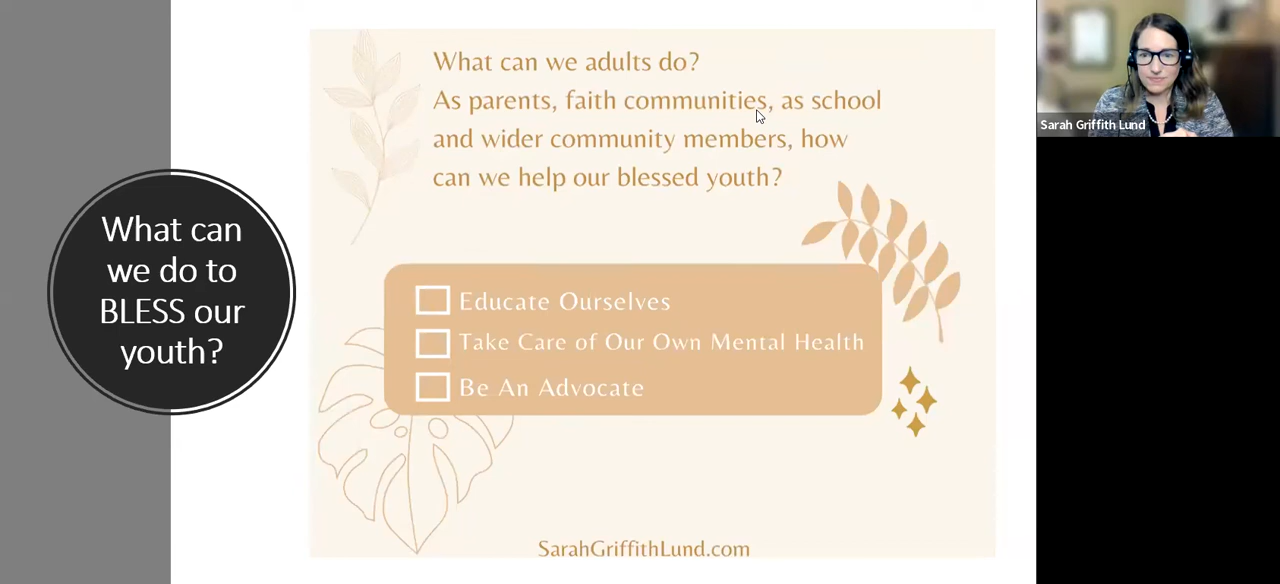 What can
we do to
BLESS our
youth?
What can we adults do?
As parents, faith communities, as school
and wider community members, how
can we help our blessed youth?
Educate Ourselves
Take Care of Our Own Mental Health
Be An Advocate
SarahGriffithLund.com
Sarah Griffith Lund